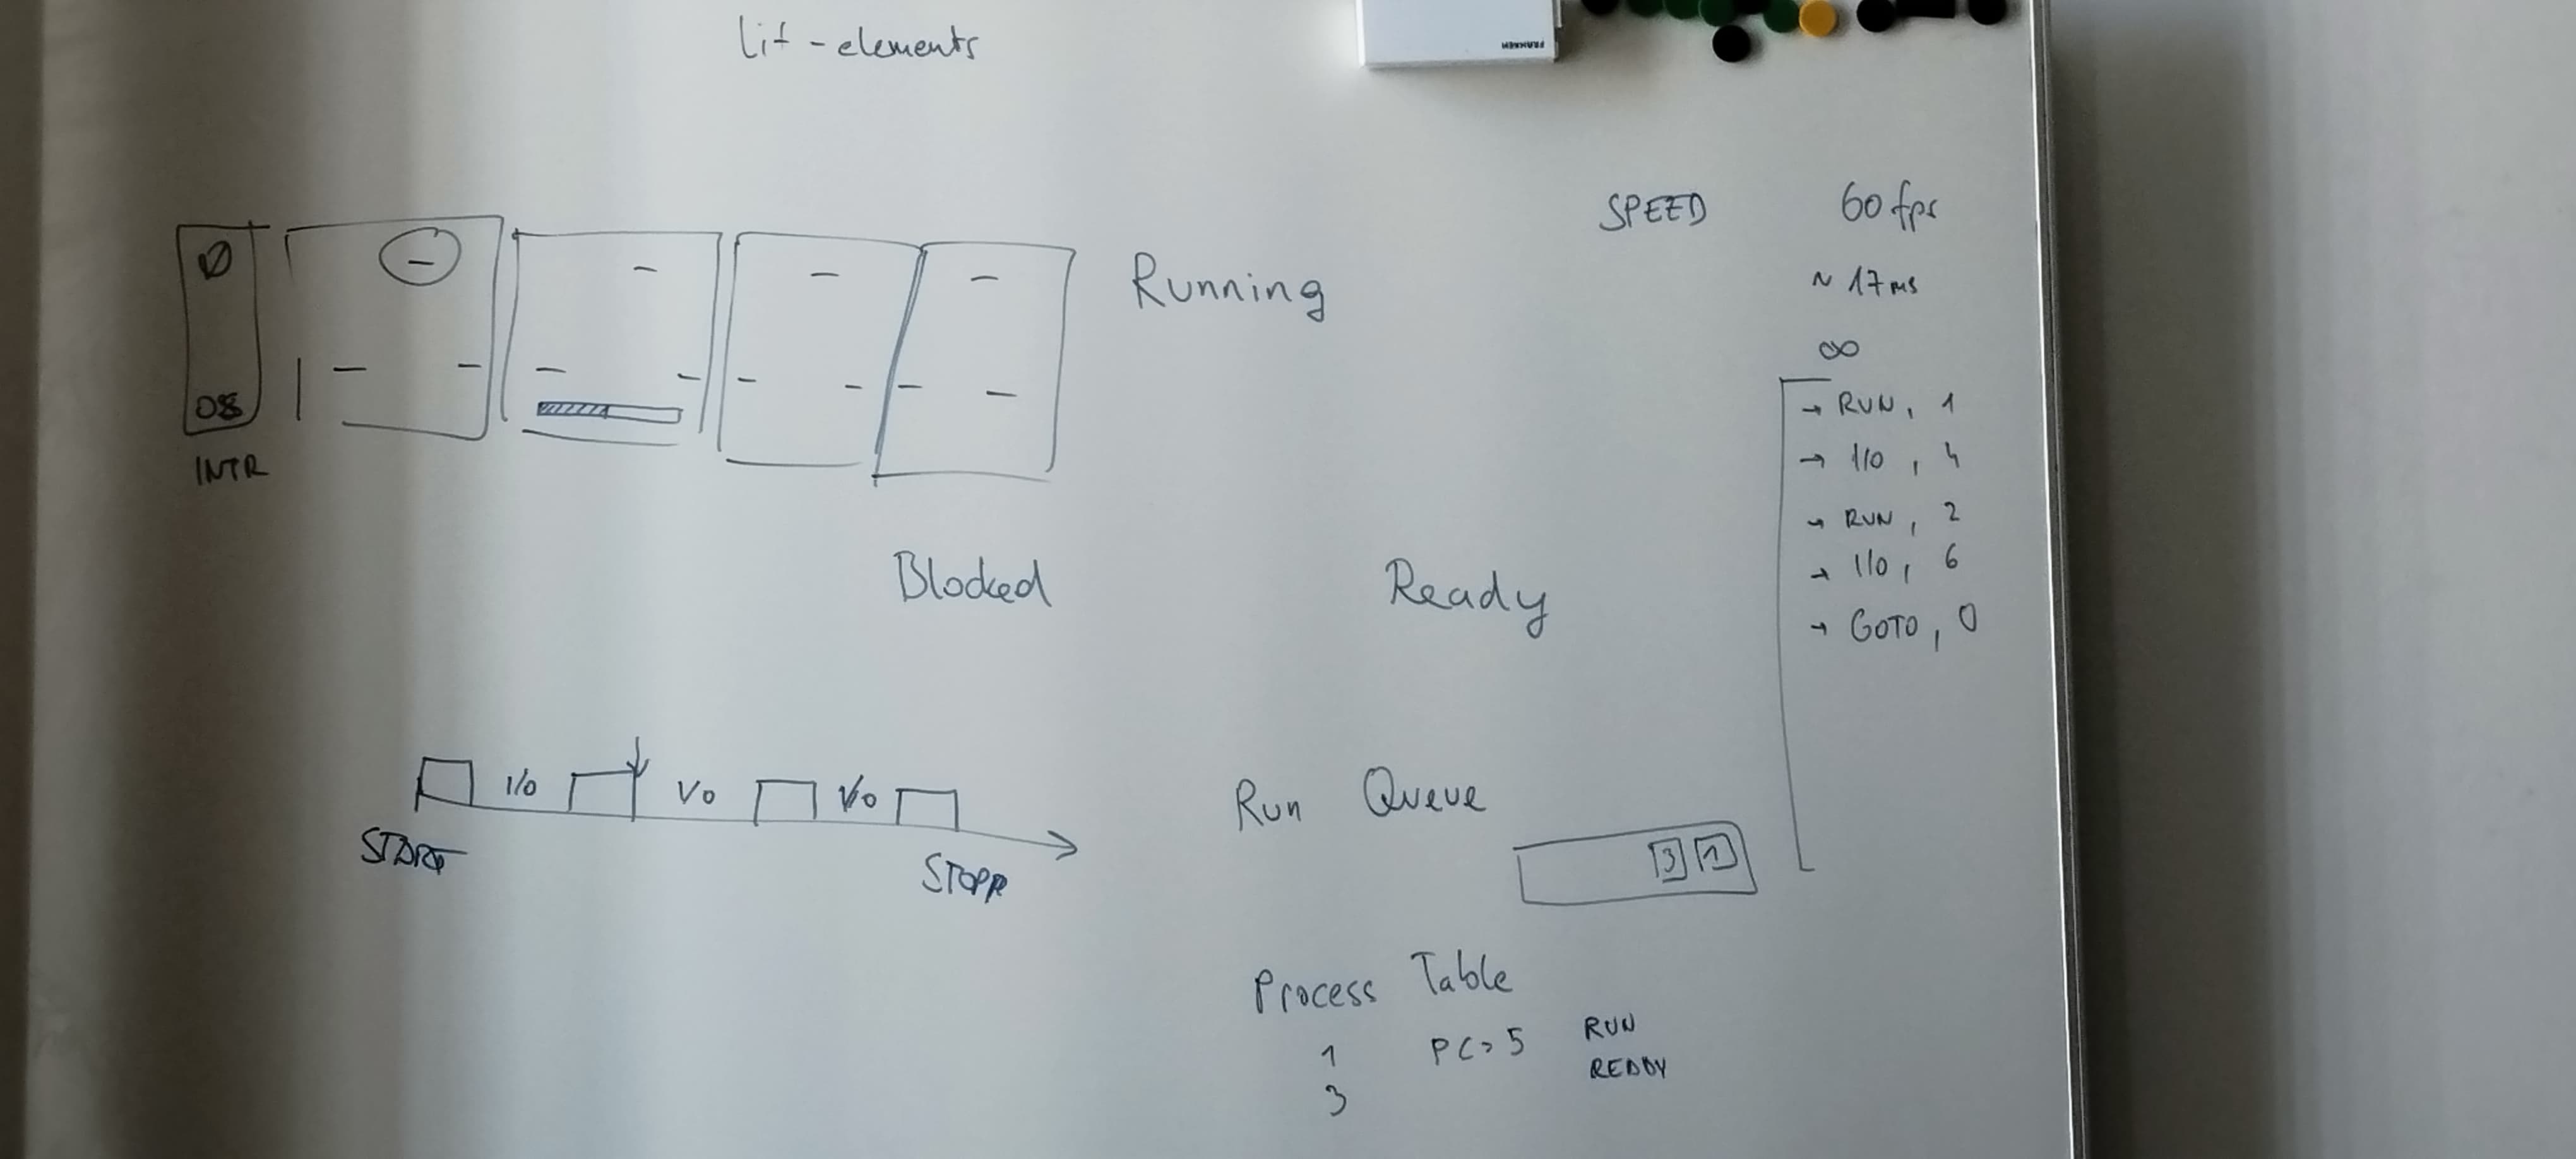 lit-elements
FRANKEN
SPEED 60 fps
~ 17ms
∞
Ø
OS
INTR
Running
→ RUN, 1
→ I/O, 4
→ RUN, 2
→ I/O, 6
→ GOTO, 0
Blocked
Ready
I/O I/O I/O
START
STOPP
Run Queue
3 1
Process Table
1 PC=5 RUN
3 READY